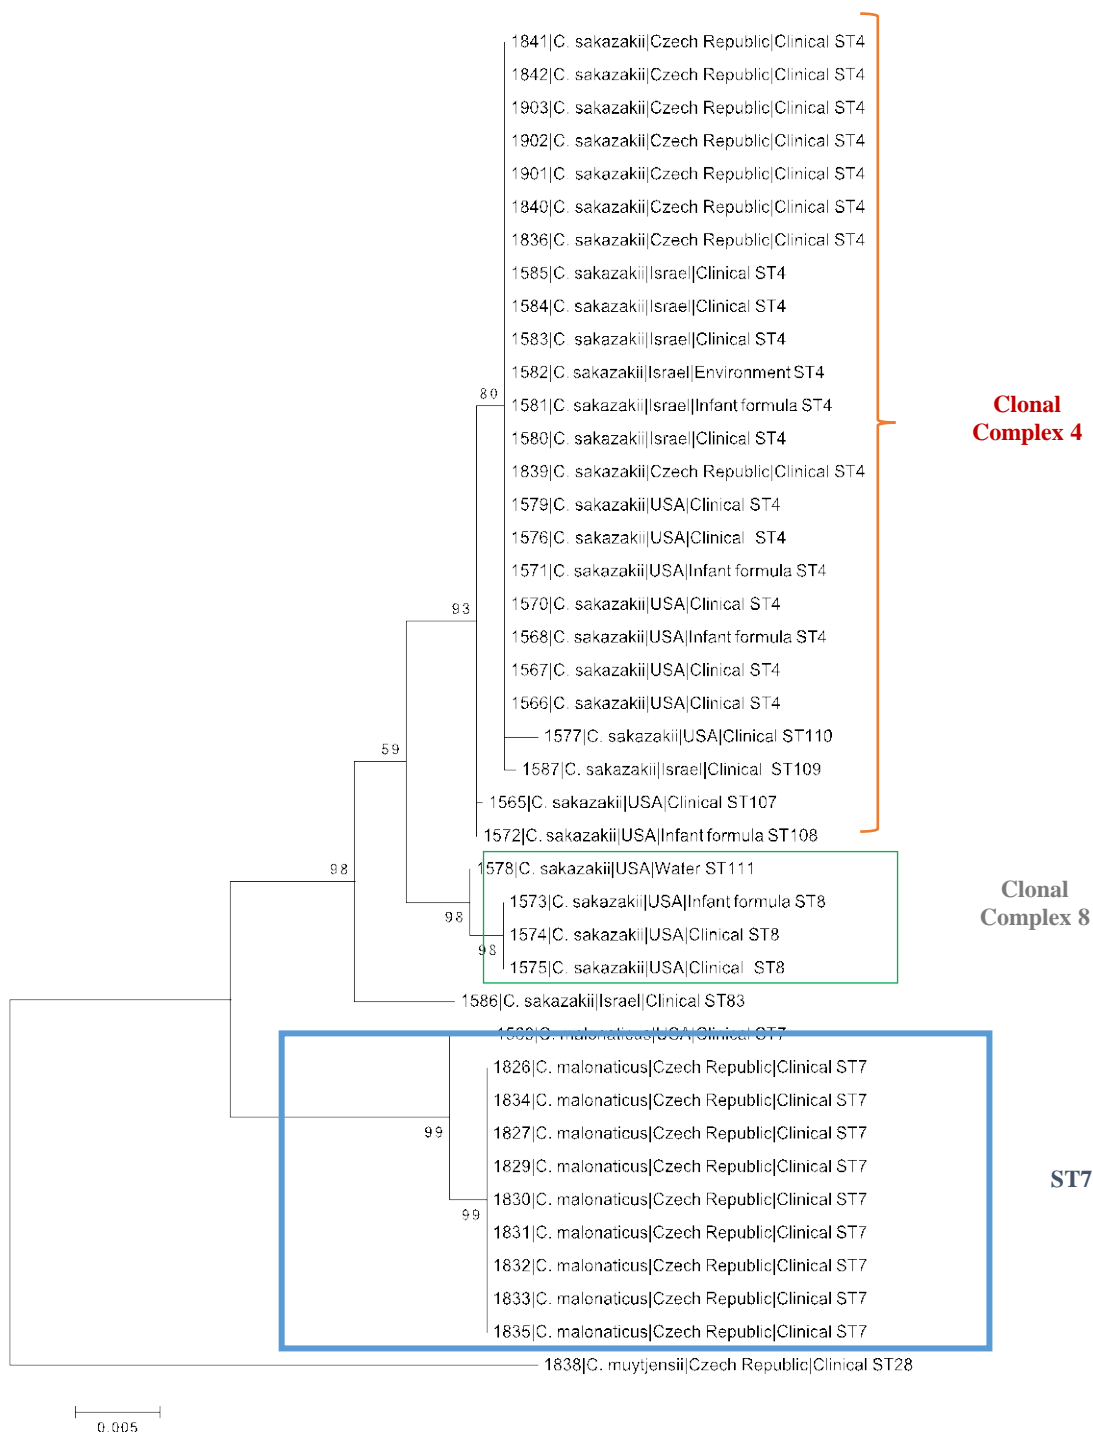 1841|C. sakazakii|Czech Republic|Clinical ST4
1842|C. sakazakii|Czech Republic|Clinical ST4
1903|C. sakazakii|Czech Republic|Clinical ST4
1902|C. sakazakii|Czech Republic|Clinical ST4
1901|C. sakazakii|Czech Republic|Clinical ST4
1840|C. sakazakii|Czech Republic|Clinical ST4
1836|C. sakazakii|Czech Republic|Clinical ST4
1585|C. sakazakii|Israel|Clinical ST4
1584|C. sakazakii|Israel|Clinical ST4
1583|C. sakazakii|Israel|Clinical ST4
1582|C. sakazakii|Israel|Environment ST4
80
1581|C. sakazakii|Israel|Infant formula ST4
Clonal
Complex 4
1580|C. sakazakii|Israel|Clinical ST4
1839|C. sakazakii|Czech Republic|Clinical ST4
1579|C. sakazakii|USA|Clinical ST4
1576|C. sakazakii|USA|Clinical ST4
1571|C. sakazakii|USA|Infant formula ST4
1570|C. sakazakii|USA|Clinical ST4
93
1568|C. sakazakii|USA|Infant formula ST4
1567|C. sakazakii|USA|Clinical ST4
1566|C. sakazakii|USA|Clinical ST4
1577|C. sakazakii|USA|Clinical ST110
59
1587|C. sakazakii|Israel|Clinical ST109
1565|C. sakazakii|USA|Clinical ST107
1572|C. sakazakii|USA|Infant formula ST108
98
1578|C. sakazakii|USA|Water ST111
1573|C. sakazakii|USA|Infant formula ST8
Clonal
Complex 8
98
1574|C. sakazakii|USA|Clinical ST8
98
1575|C. sakazakii|USA|Clinical ST8
1586|C. sakazakii|Israel|Clinical ST83
1569|C. malonaticus|USA|Clinical ST7
1826|C. malonaticus|Czech Republic|Clinical ST7
1834|C. malonaticus|Czech Republic|Clinical ST7
99
1827|C. malonaticus|Czech Republic|Clinical ST7
1829|C. malonaticus|Czech Republic|Clinical ST7
ST7
1830|C. malonaticus|Czech Republic|Clinical ST7
99
1831|C. malonaticus|Czech Republic|Clinical ST7
1832|C. malonaticus|Czech Republic|Clinical ST7
1833|C. malonaticus|Czech Republic|Clinical ST7
1835|C. malonaticus|Czech Republic|Clinical ST7
1838|C. muytjensii|Czech Republic|Clinical ST28
0.005